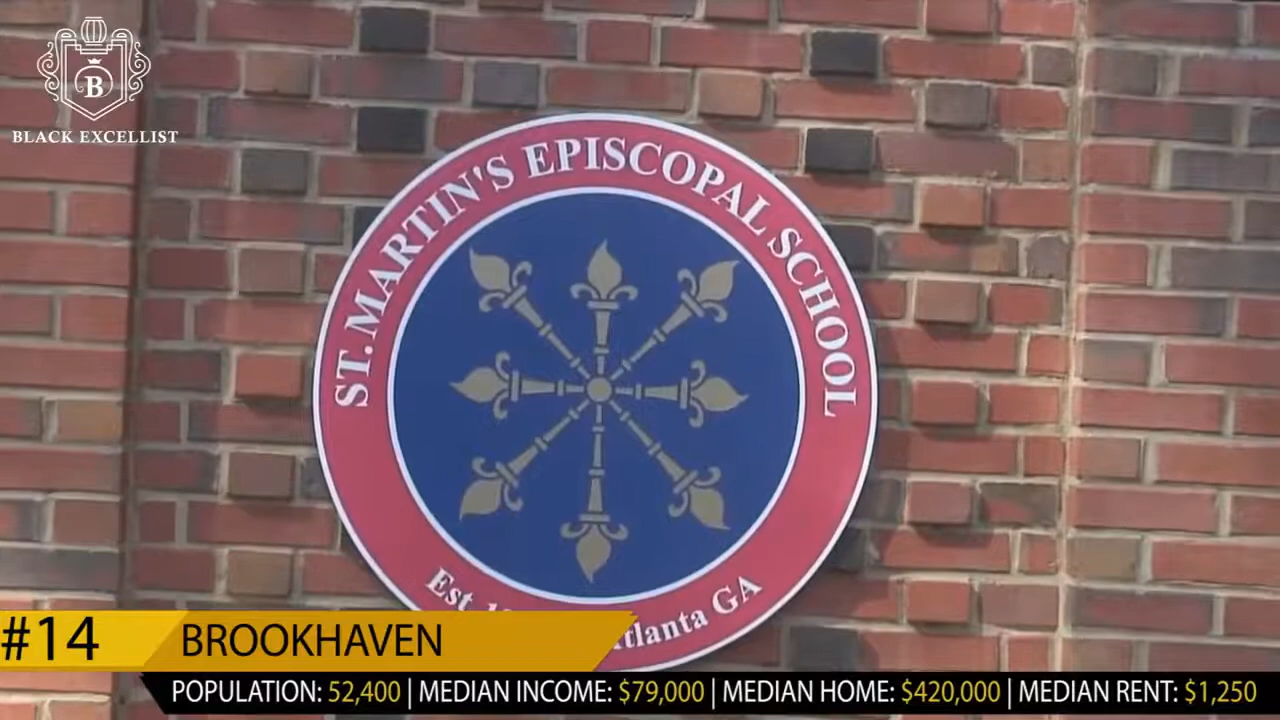 BLACK EXCELLIST
B
ST. MARTIN'S EPISCOPAL SCHOOL
Est.
GA
#14 BROOKHAVEN
POPULATION: 52,400 | MEDIAN INCOME: $79,000 | MEDIAN HOME: $420,000 | MEDIAN RENT: $1,250